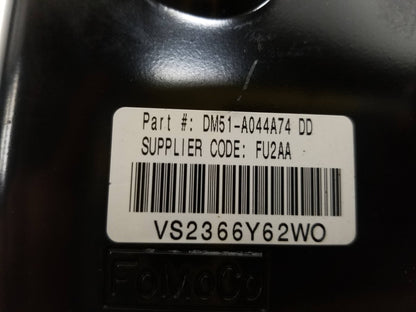 Part #: DM51-A044A74 DD
SUPPLIER CODE: FU2AA
VS2366Y62WO
FoMoCo